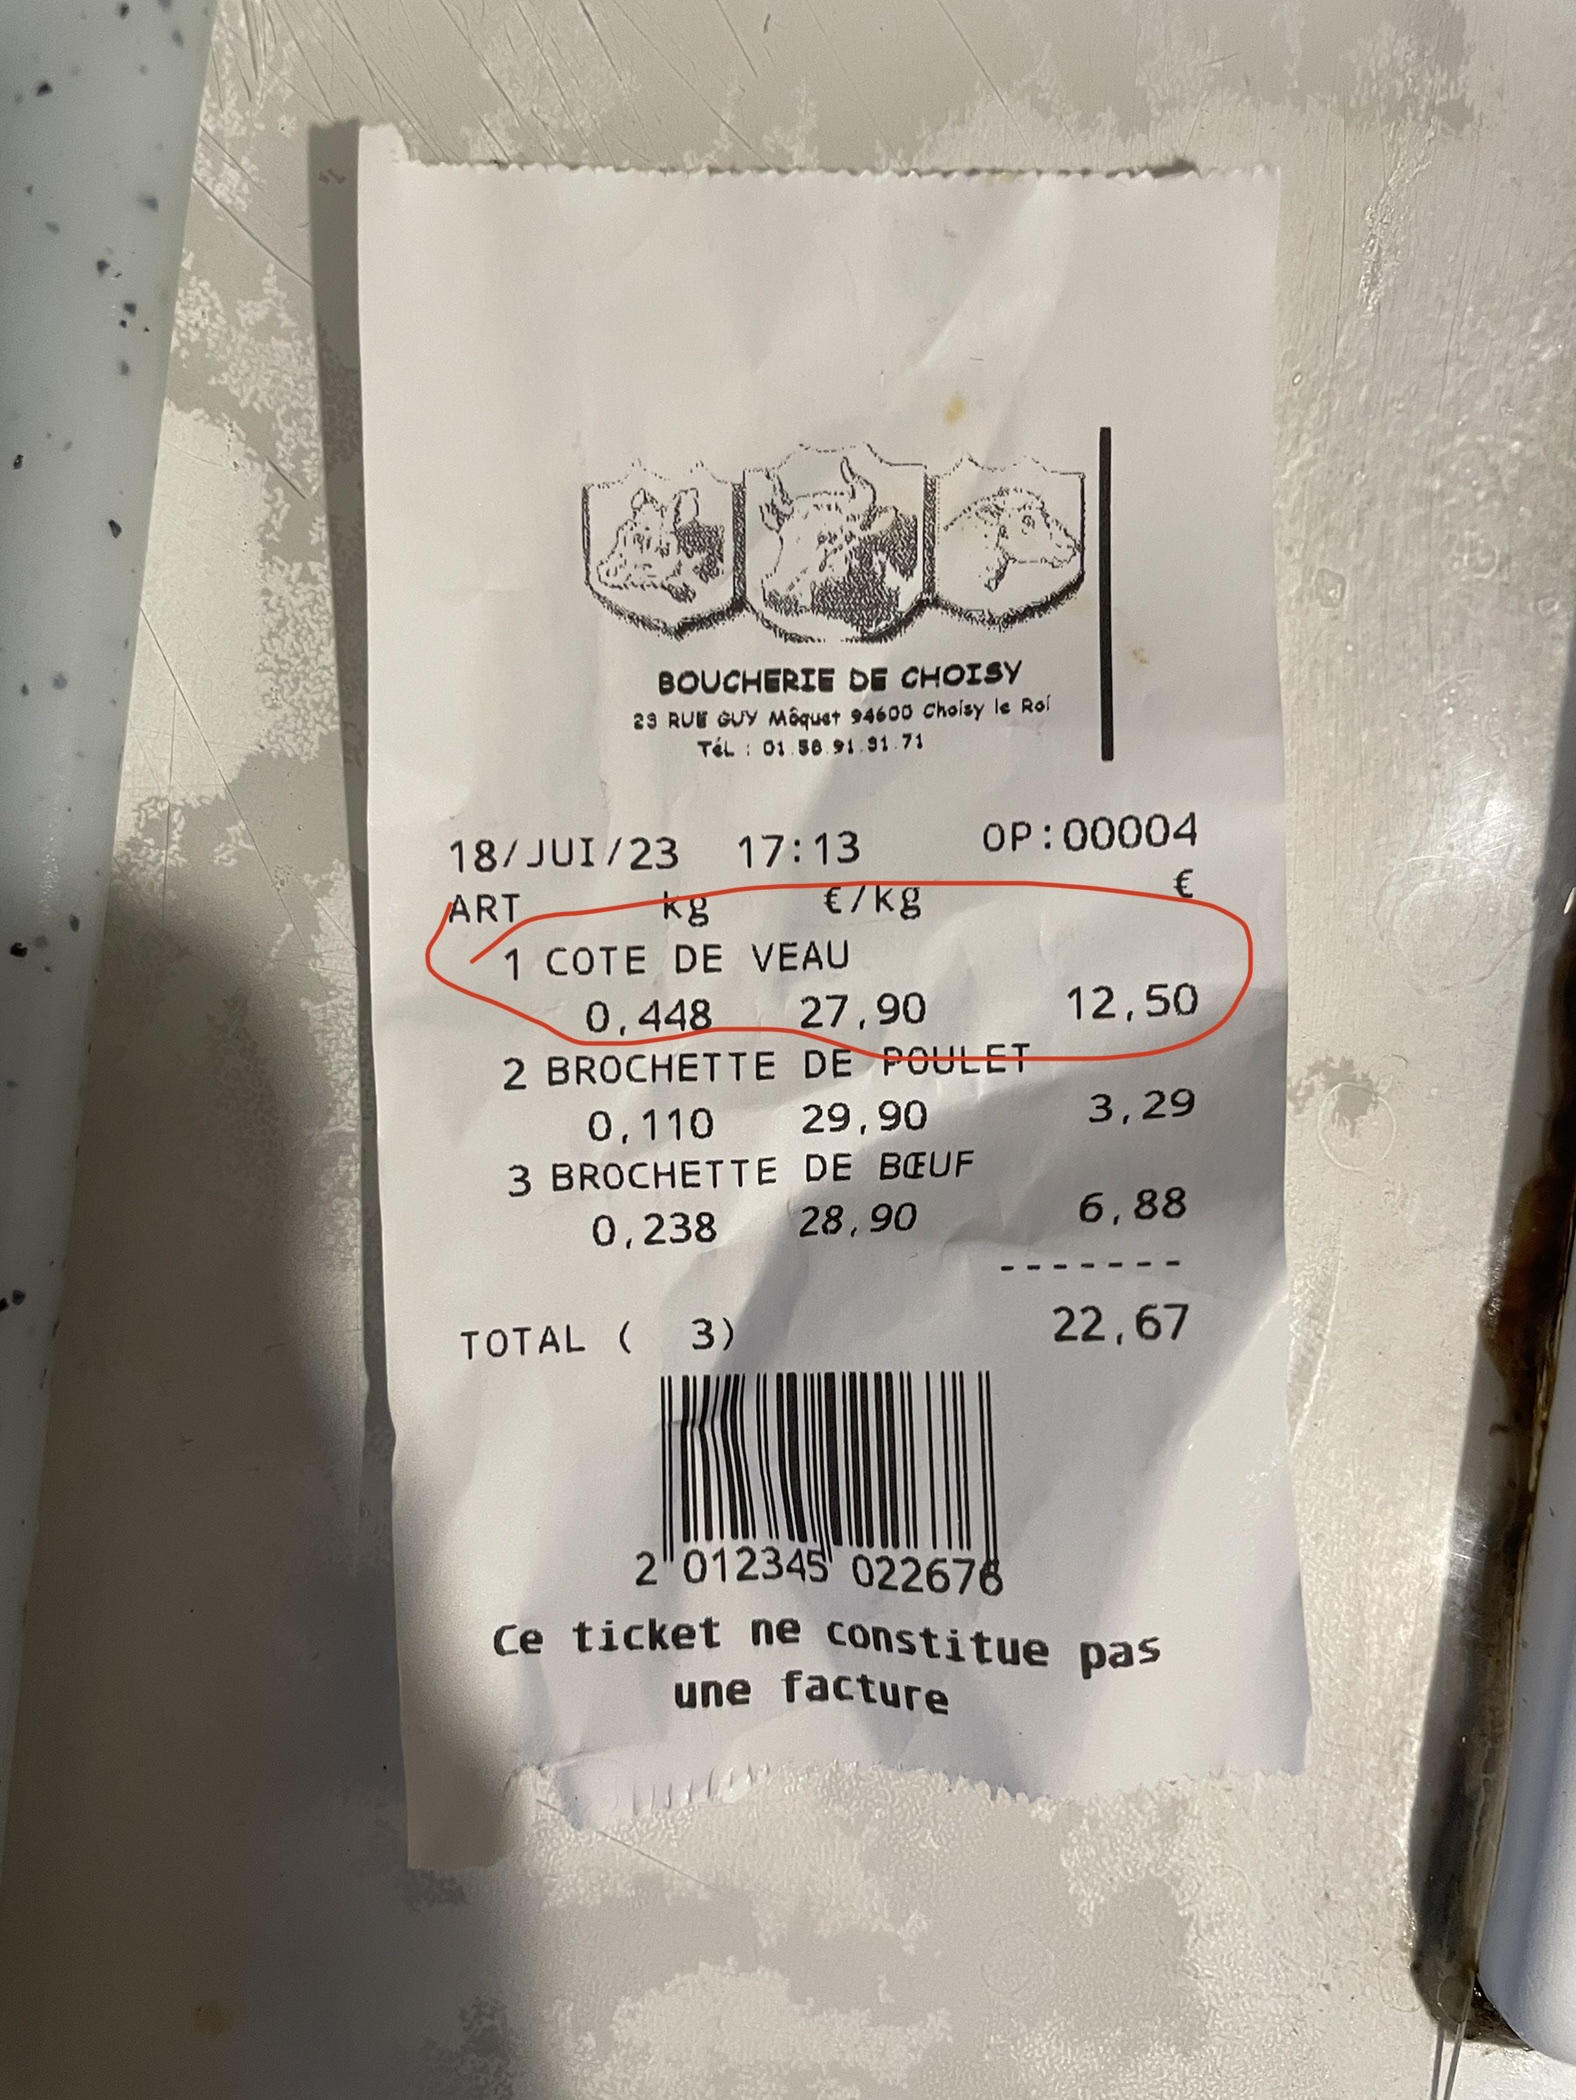 BOUCHERIE DE CHOISY
23 RUE GUY Môquet 94600 Choisy le Roi
TéL : 01.58.91.91.71
18/JUI/23 17:13 OP:00004
ART kg €/kg €
1 COTE DE VEAU
0,448 27,90 12,50
2 BROCHETTE DE POULET
0,110 29,90 3,29
3 BROCHETTE DE BŒUF
0,238 28,90 6,88
-------
TOTAL ( 3) 22,67
2 012345 022676
Ce ticket ne constitue pas
une facture